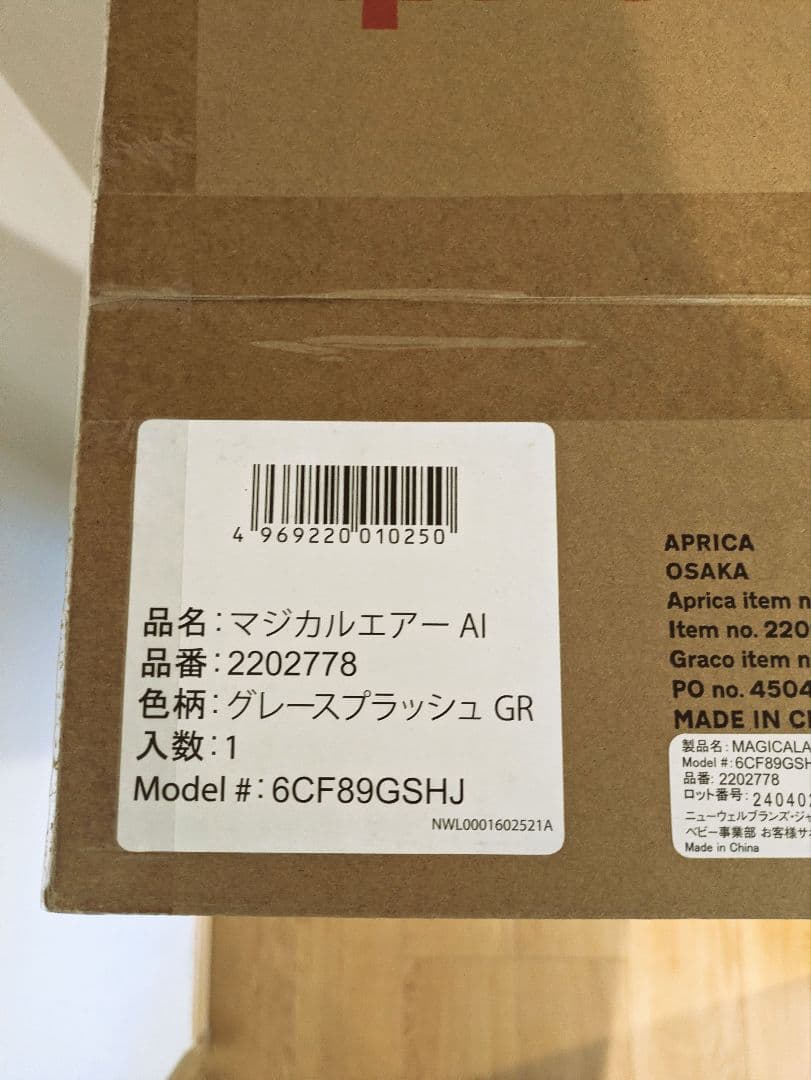 4 969220 010250
品名：マジカルエアー AI
品番：2202778
色柄：グレースプラッシュ GR
入数：1
Model #：6CF89GSHJ
NWL0001602521A
APRICA
OSAKA
Aprica item
Item no. 220
Graco item
PO no. 4504
MADE IN
製品名：MAGICALA
Model #：6CF89GSH
品番：2202778
ロット番号：24040
ニューウェルブランズ・ジャ
ベビー事業部 お客様サ
Made in China